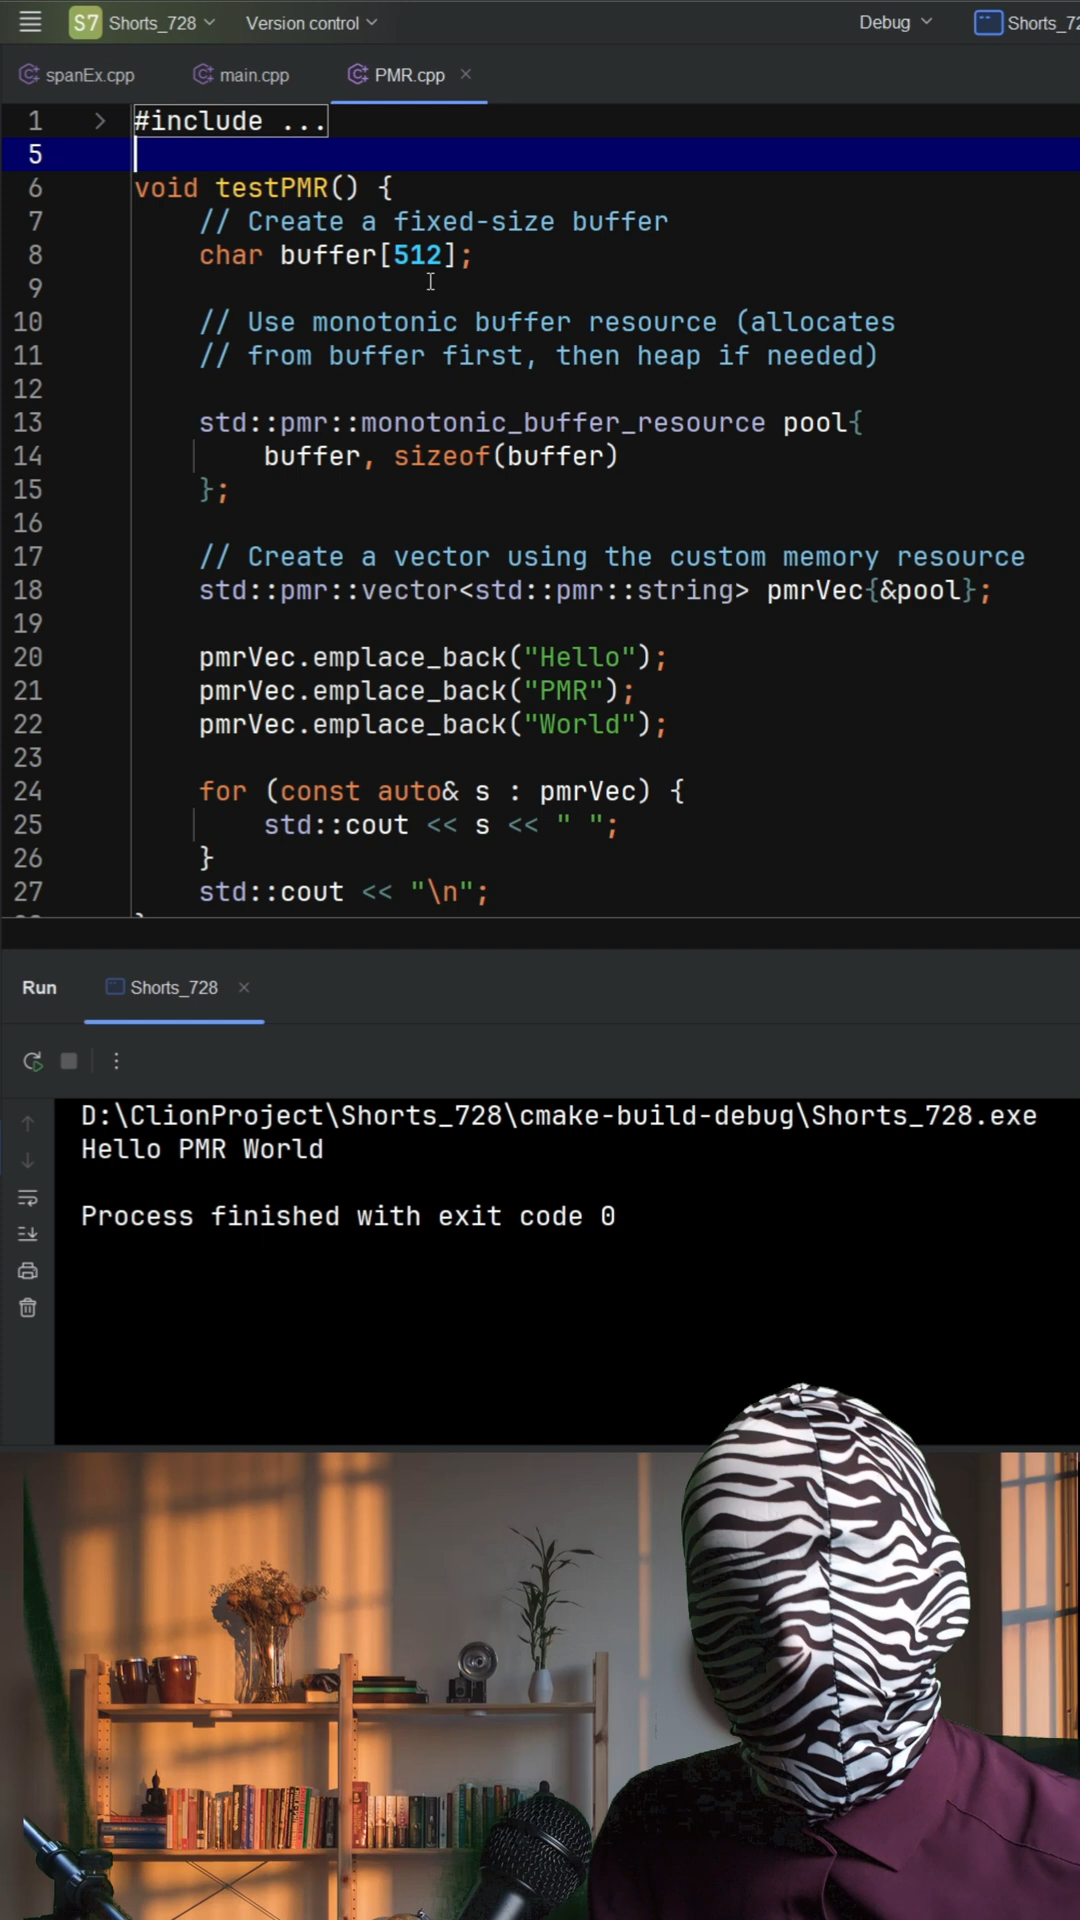 S7 Shorts_728 Version control Debug Shorts_72
spanEx.cpp main.cpp PMR.cpp
1 #include ...
5
6 void testPMR() {
7 // Create a fixed-size buffer
8 char buffer[512];
9
10 // Use monotonic buffer resource (allocates
11 // from buffer first, then heap if needed)
12
13 std::pmr::monotonic_buffer_resource pool{
14 buffer, sizeof(buffer)
15 };
16
17 // Create a vector using the custom memory resource
18 std::pmr::vector<std::pmr::string> pmrVec{&pool};
19
20 pmrVec.emplace_back("Hello");
21 pmrVec.emplace_back("PMR");
22 pmrVec.emplace_back("World");
23
24 for (const auto& s : pmrVec) {
25 std::cout << s << " ";
26 }
27 std::cout << "\n";
Run Shorts_728
D:\ClionProject\Shorts_728\cmake-build-debug\Shorts_728.exe
Hello PMR World
Process finished with exit code 0